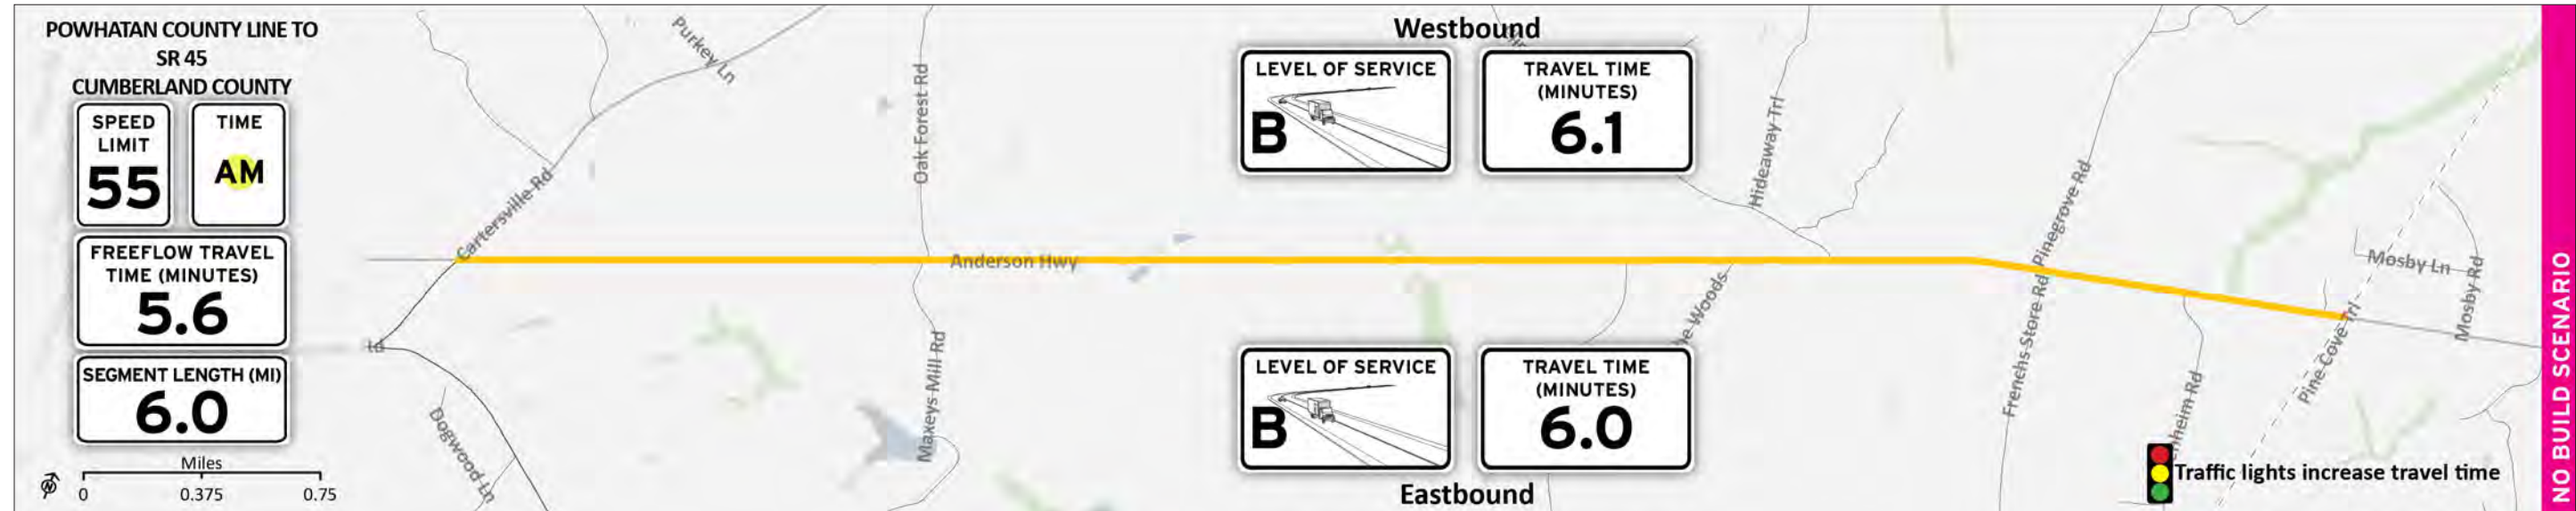 POWHATAN COUNTY LINE TO
SR 45
CUMBERLAND COUNTY
SPEED
LIMIT
55
TIME
AM
FREEFLOW TRAVEL
TIME (MINUTES)
5.6
SEGMENT LENGTH (MI)
6.0
Miles
0 0.375 0.75
Westbound
LEVEL OF SERVICE
B
TRAVEL TIME
(MINUTES)
6.1
Purkey Ln
Oak Forest Rd
Cartersville Rd
Anderson Hwy
Hideaway Trl
Pinegrove Rd
Mosby Ln
Mosby Rd
Frenchs Store Rd
Pine Cove Trl
Maxeys Mill Rd
Dogwood Ln
Woods
Rd
LEVEL OF SERVICE
B
TRAVEL TIME
(MINUTES)
6.0
Eastbound
Traffic lights increase travel time
NO BUILD SCENARIO